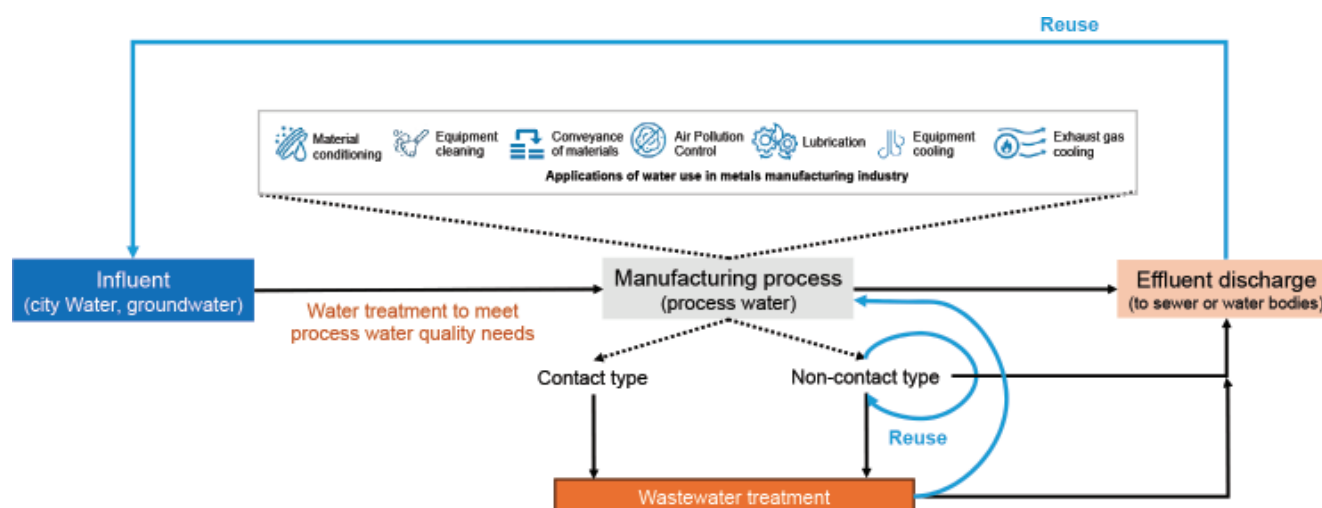 Reuse
Material
conditioning
Equipment
cleaning
Conveyance
of materials
Air Pollution
Control
Lubrication
Equipment
cooling
Exhaust gas
cooling
Applications of water use in metals manufacturing industry
Influent
(city Water, groundwater)
Water treatment to meet
process water quality needs
Manufacturing process
(process water)
Effluent discharge
(to sewer or water bodies)
Contact type
Non-contact type
Reuse
Wastewater treatment